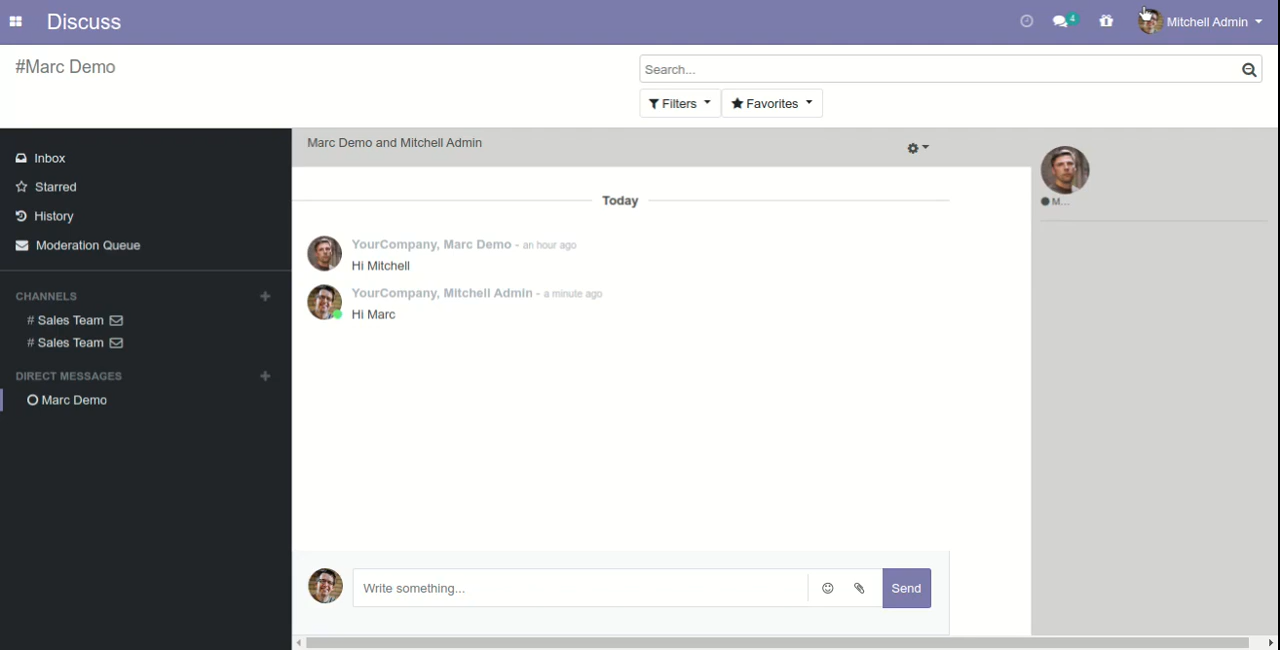 Discuss
4
Mitchell Admin
#Marc Demo
Search...
Filters
Favorites
Inbox
Starred
History
Moderation Queue
CHANNELS
# Sales Team
# Sales Team
DIRECT MESSAGES
Marc Demo
Marc Demo and Mitchell Admin
Today
YourCompany, Marc Demo - an hour ago
Hi Mitchell
YourCompany, Mitchell Admin - a minute ago
Hi Marc
Write something...
Send
M...